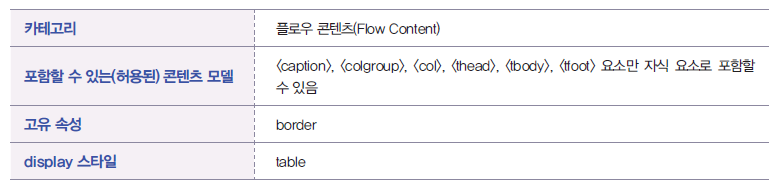 카테고리
플로우 콘텐츠(Flow Content)
포함할 수 있는(허용된) 콘텐츠 모델
〈caption〉, 〈colgroup〉, 〈col〉, 〈thead〉, 〈tbody〉, 〈tfoot〉 요소만 자식 요소로 포함할
수 있음
고유 속성
border
display 스타일
table